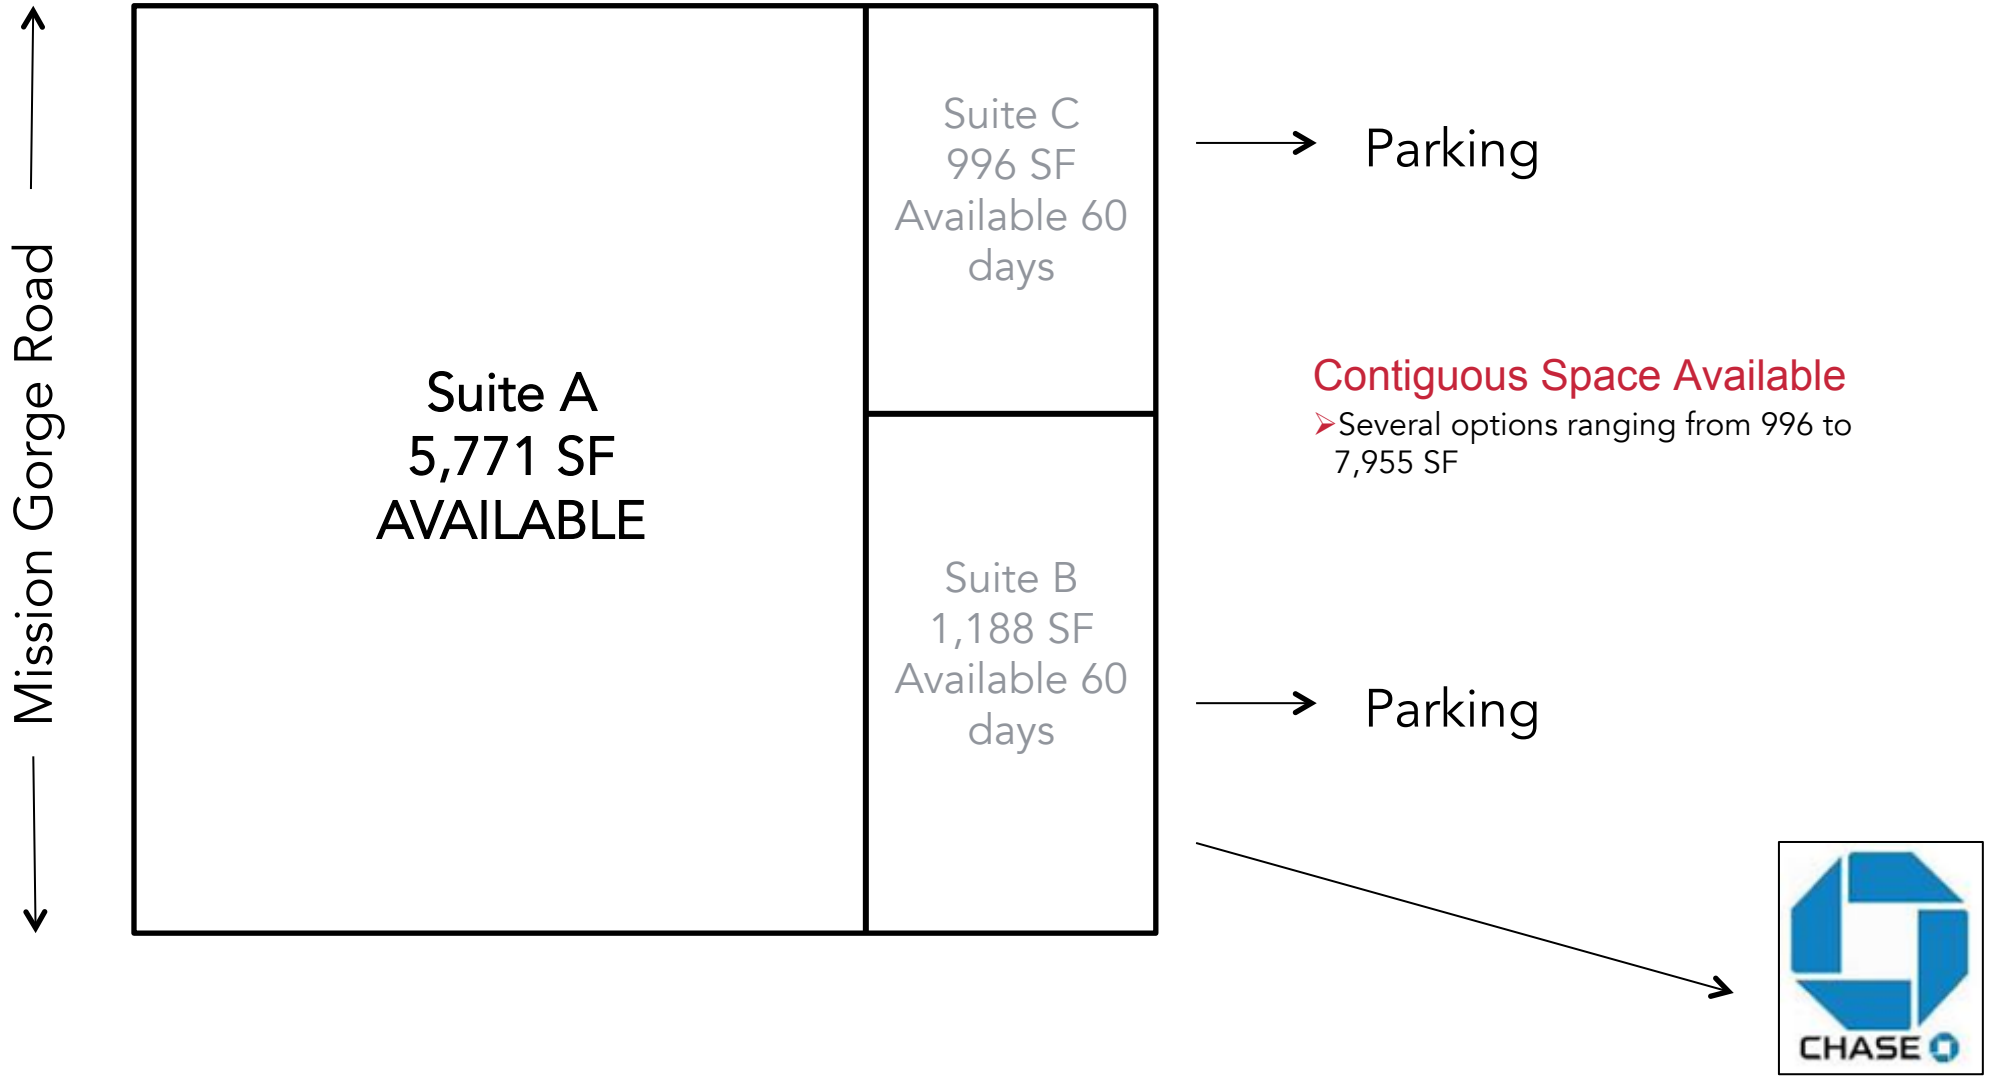 Mission Gorge Road
Suite A
5,771 SF
AVAILABLE
Suite C
996 SF
Available 60
days
Suite B
1,188 SF
Available 60
days
Parking
Contiguous Space Available
➢Several options ranging from 996 to
7,955 SF
Parking
CHASE